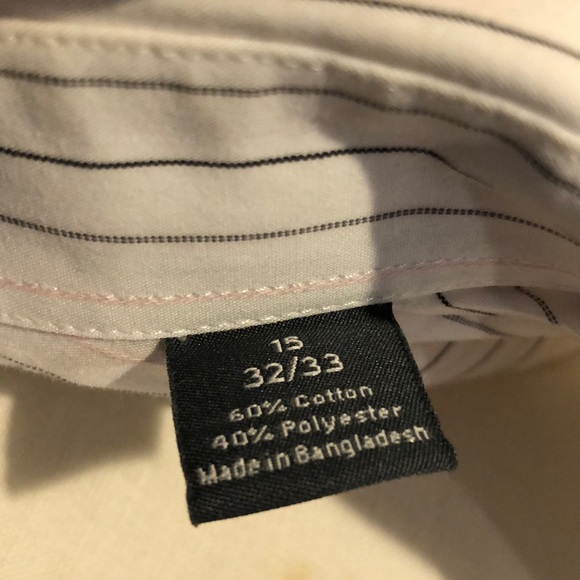 15
32/33
60% Cotton
40% Polyester
Made in Bangladesh